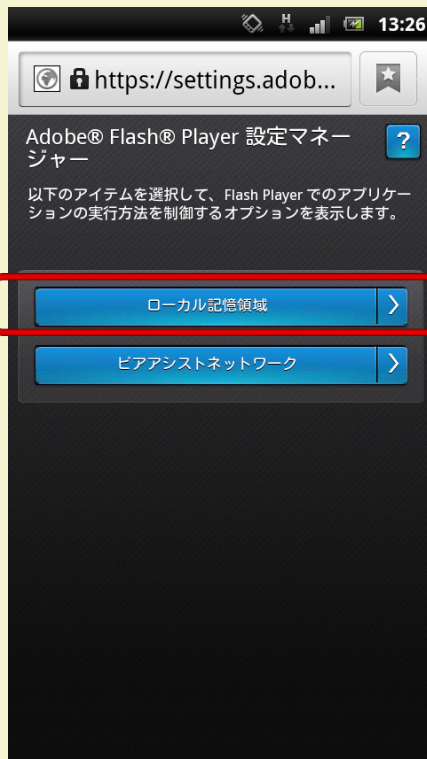 H
13:26
https://settings.adob...
Adobe® Flash® Player 設定マネー
ジャー
?
以下のアイテムを選択して、Flash Player でのアプリケー
ションの実行方法を制御するオプションを表示します。
ローカル記憶領域
ピアアシストネットワーク